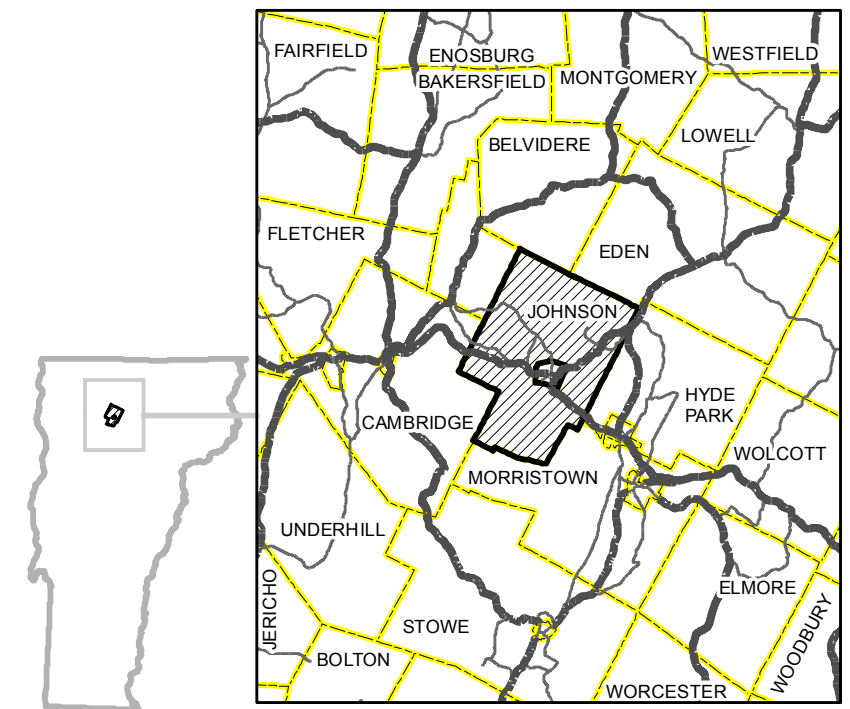 FAIRFIELD
ENOSBURG
WESTFIELD
BAKERSFIELD
MONTGOMERY
LOWELL
BELVIDERE
FLETCHER
EDEN
JOHNSON
HYDE
PARK
CAMBRIDGE
WOLCOTT
MORRISTOWN
UNDERHILL
ELMORE
JERICHO
STOWE
WOODBURY
BOLTON
WORCESTER